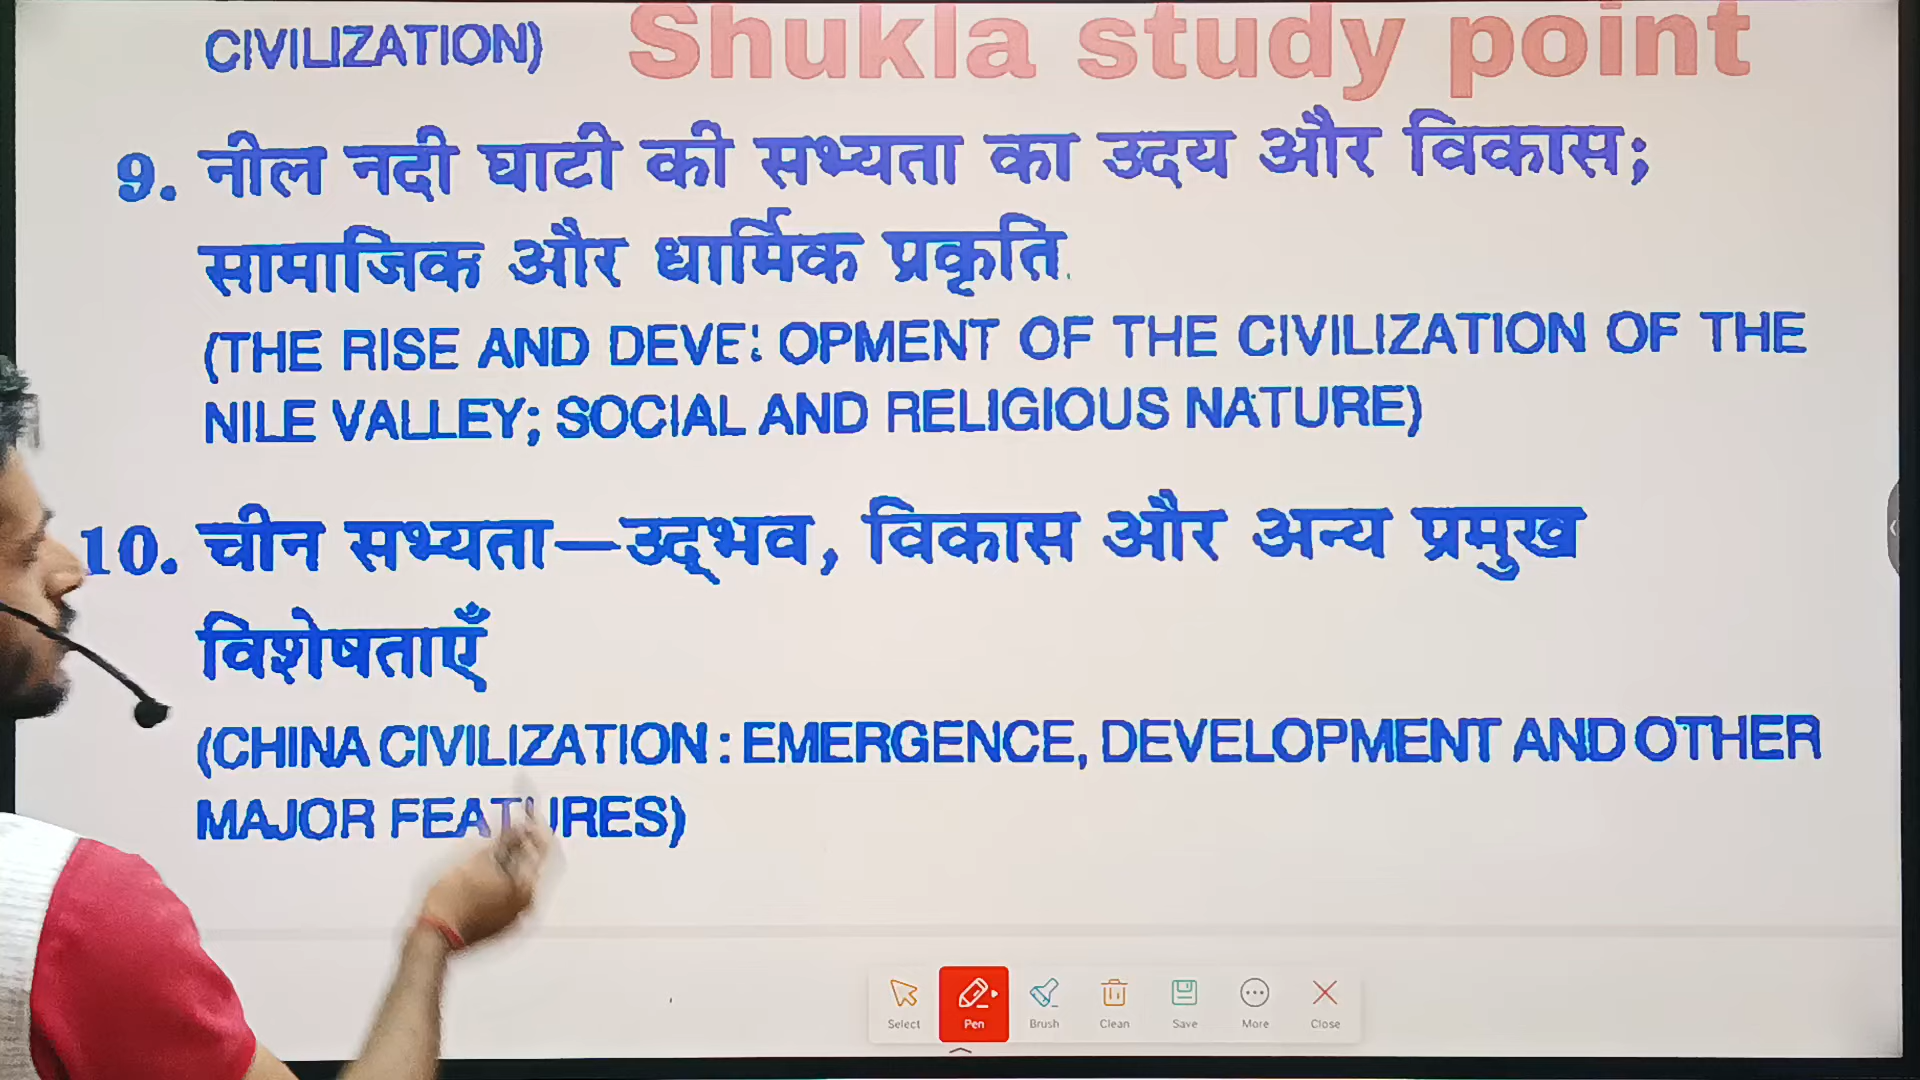 CIVILIZATION) Shukla study point
9. नील नदी घाटी की सभ्यता का उदय और विकास;
सामाजिक और धार्मिक प्रकृति
(THE RISE AND DEVE: OPMENT OF THE CIVILIZATION OF THE
NILE VALLEY; SOCIAL AND RELIGIOUS NATURE)
10. चीन सभ्यता—उद्‌भव, विकास और अन्य प्रमुख
विशेषताएँ
(CHINA CIVILIZATION : EMERGENCE, DEVELOPMENT AND OTHER
MAJOR FEATURES)
Select Pen Brush Clean Save More Close